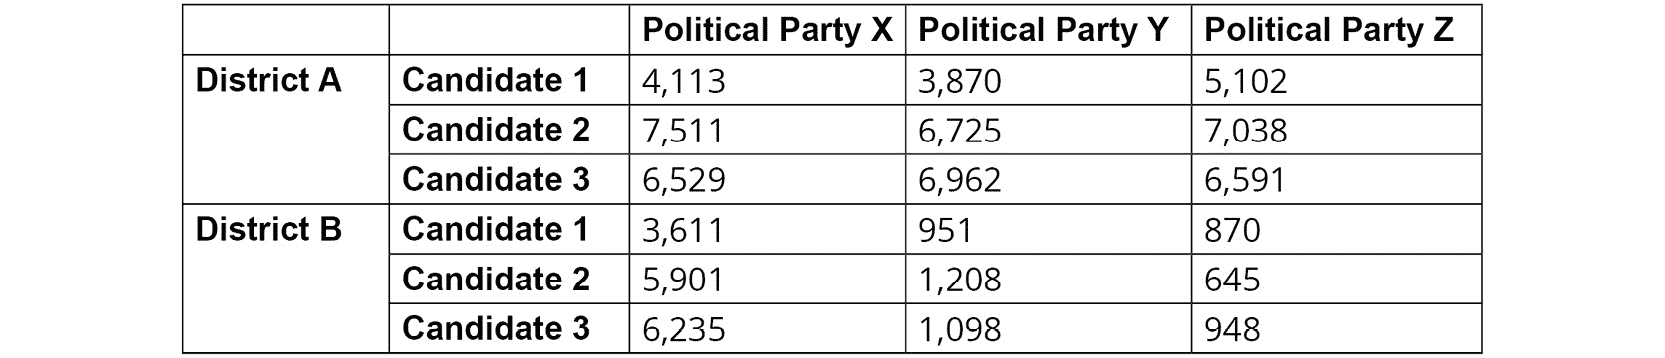 Political Party X Political Party Y Political Party Z
District A Candidate 1 4,113 3,870 5,102
Candidate 2 7,511 6,725 7,038
Candidate 3 6,529 6,962 6,591
District B Candidate 1 3,611 951 870
Candidate 2 5,901 1,208 645
Candidate 3 6,235 1,098 948